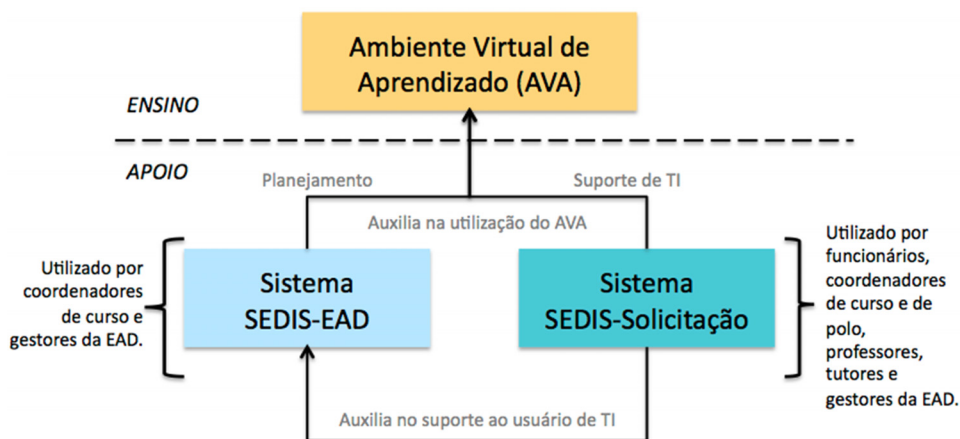 Ambiente Virtual de
Aprendizado (AVA)
ENSINO
APOIO
Planejamento
Suporte de TI
Auxilia na utilização do AVA
Utilizado por
coordenadores
de curso e
gestores da EAD.
Sistema
SEDIS-EAD
Sistema
SEDIS-Solicitação
Utilizado por
funcionários,
coordenadores
de curso e de
polo,
professores,
tutores e
gestores da EAD.
Auxilia no suporte ao usuário de TI